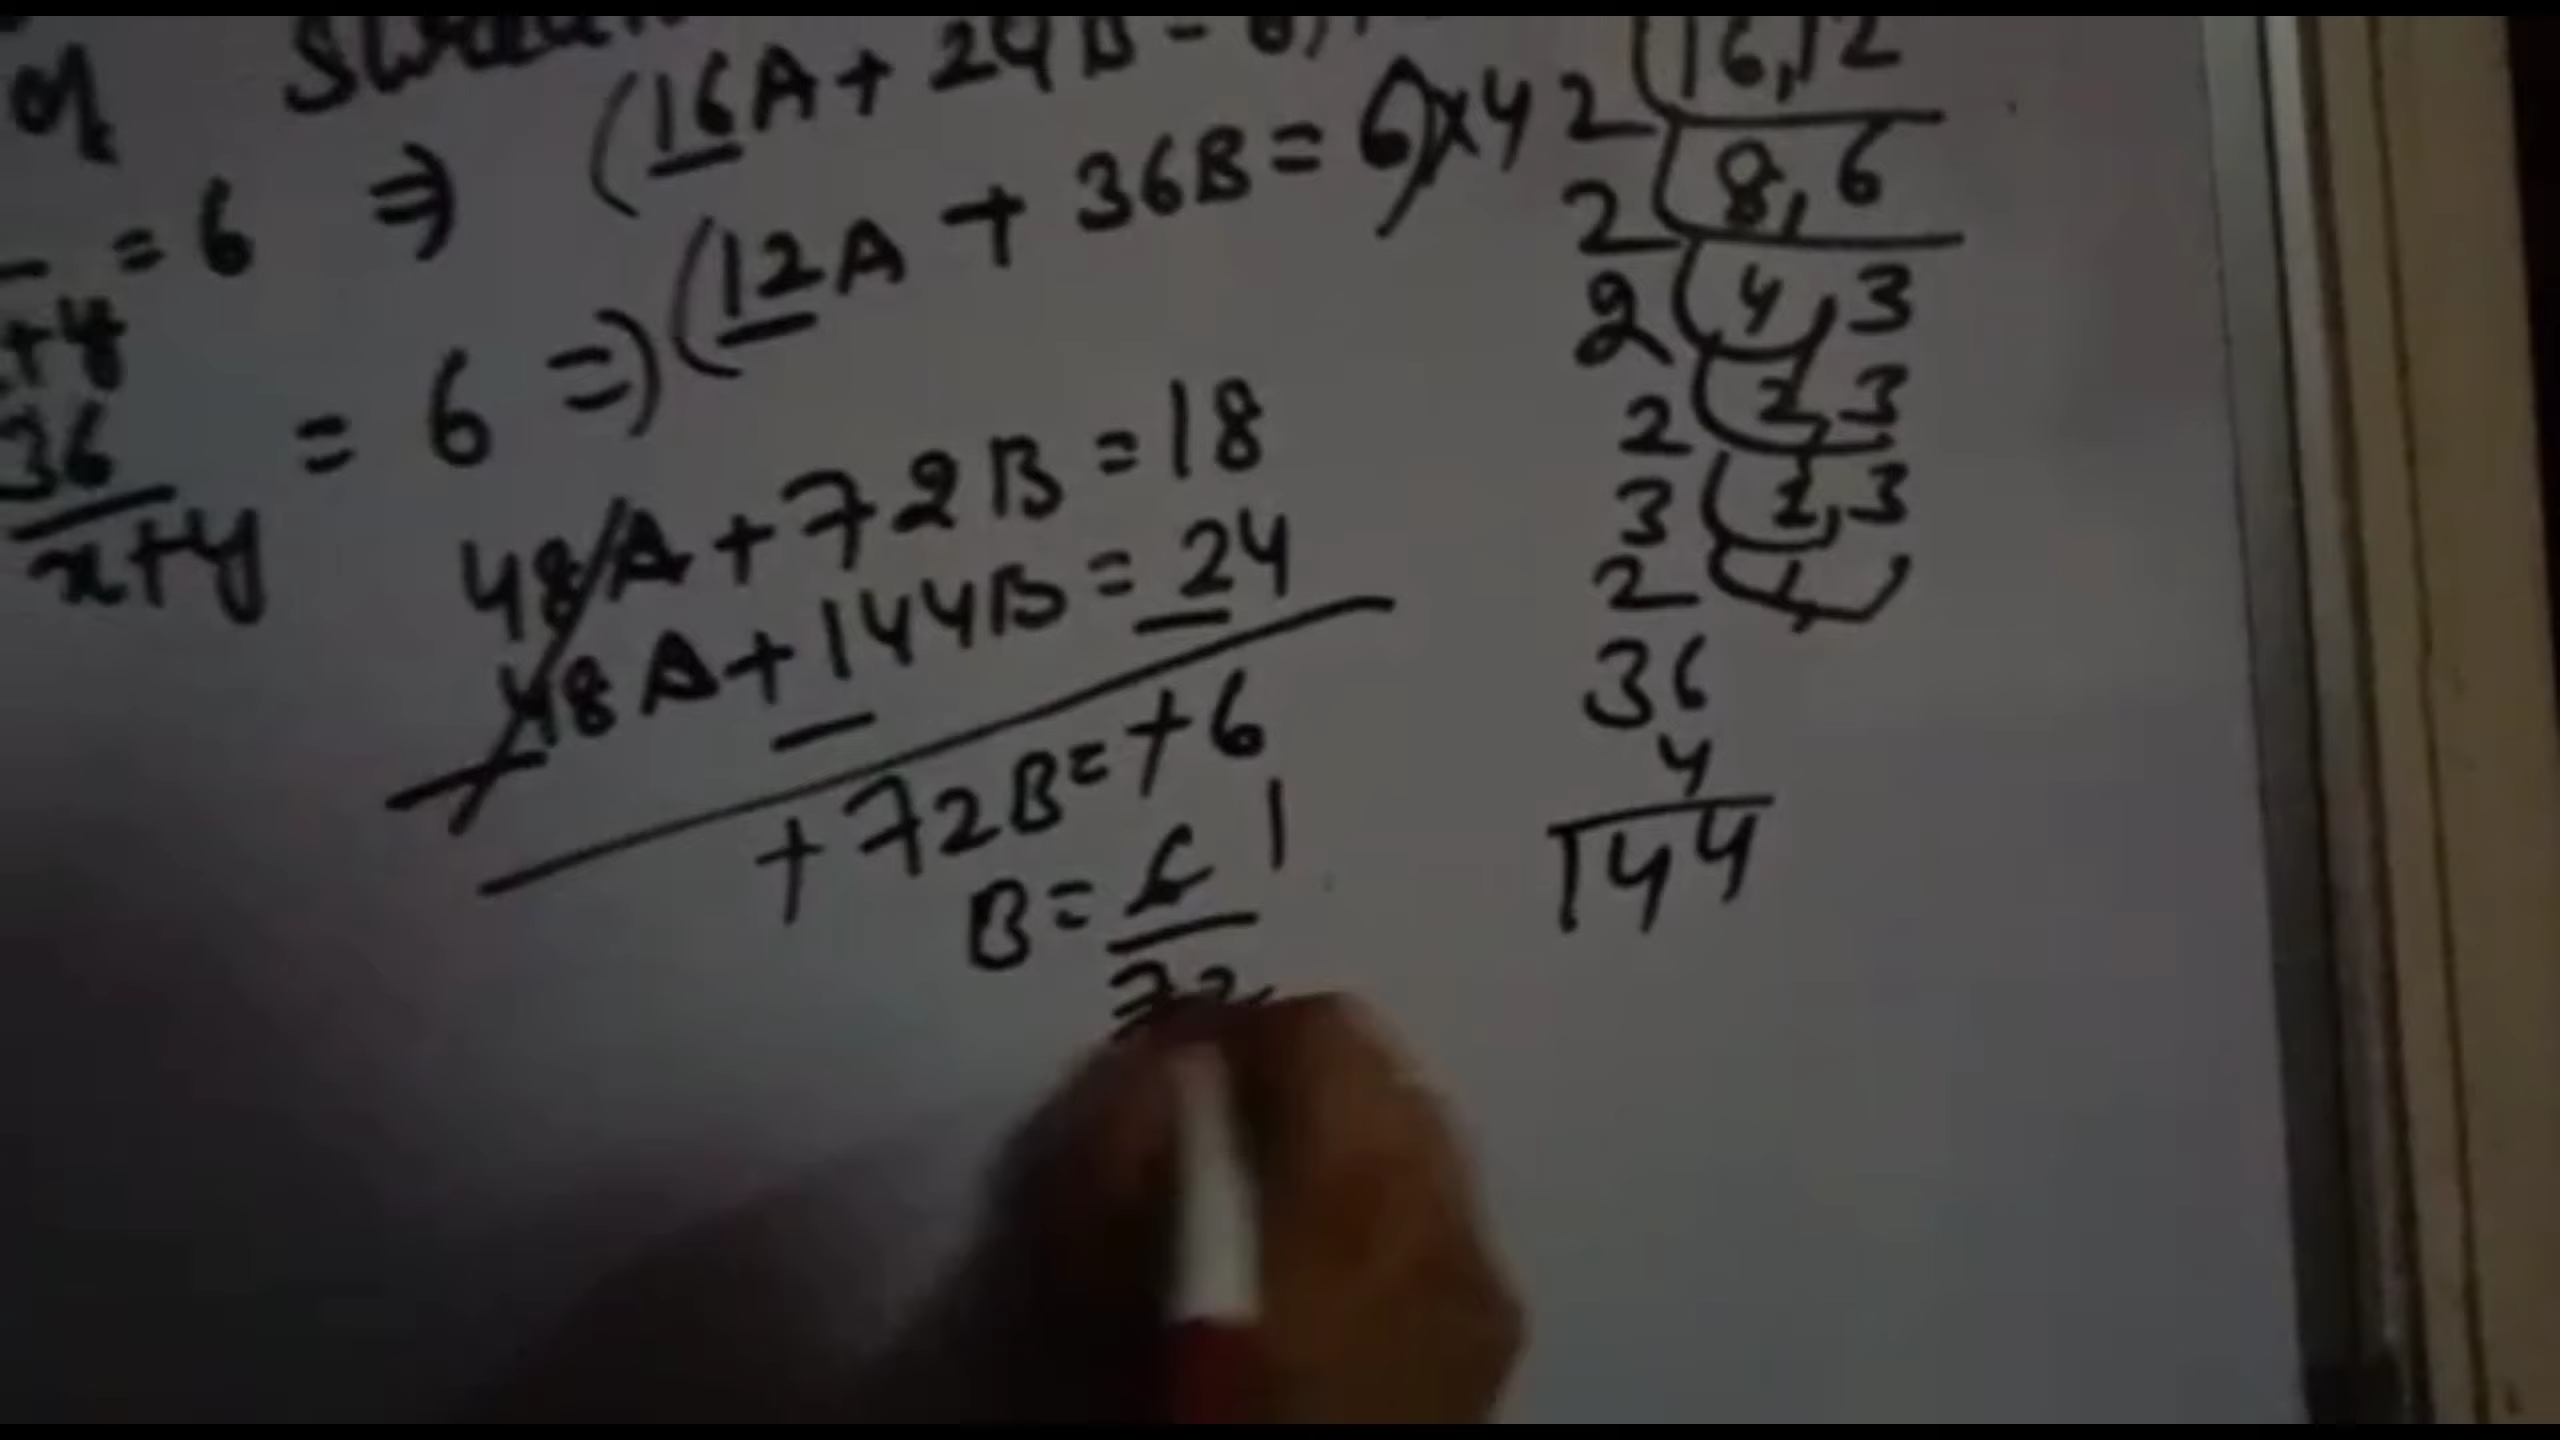 of
(16A + 24B
= 6 ⇒ (12A + 36B = 6)×4
+y
36
x+y = 6 ⇒
48A + 72B = 18
48A + 144B = 24
+72B = +6
B = 6 1
72
16, 12
2 8, 6
2 4, 3
2 2, 3
2 1, 3
3
2
36
4
144